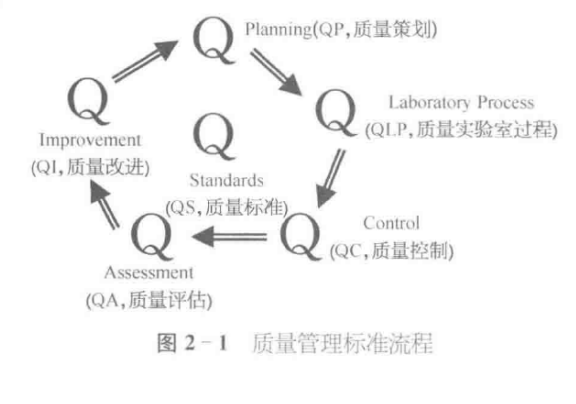 Q Planning(QP,质量策划)
Q Laboratory Process
(QLP,质量实验室过程)
Q Control
(QC,质量控制)
Q
Assessment
(QA,质量评估)
Q
Improvement
(QI,质量改进)
Q
Standards
(QS,质量标准)
图 2-1 质量管理标准流程